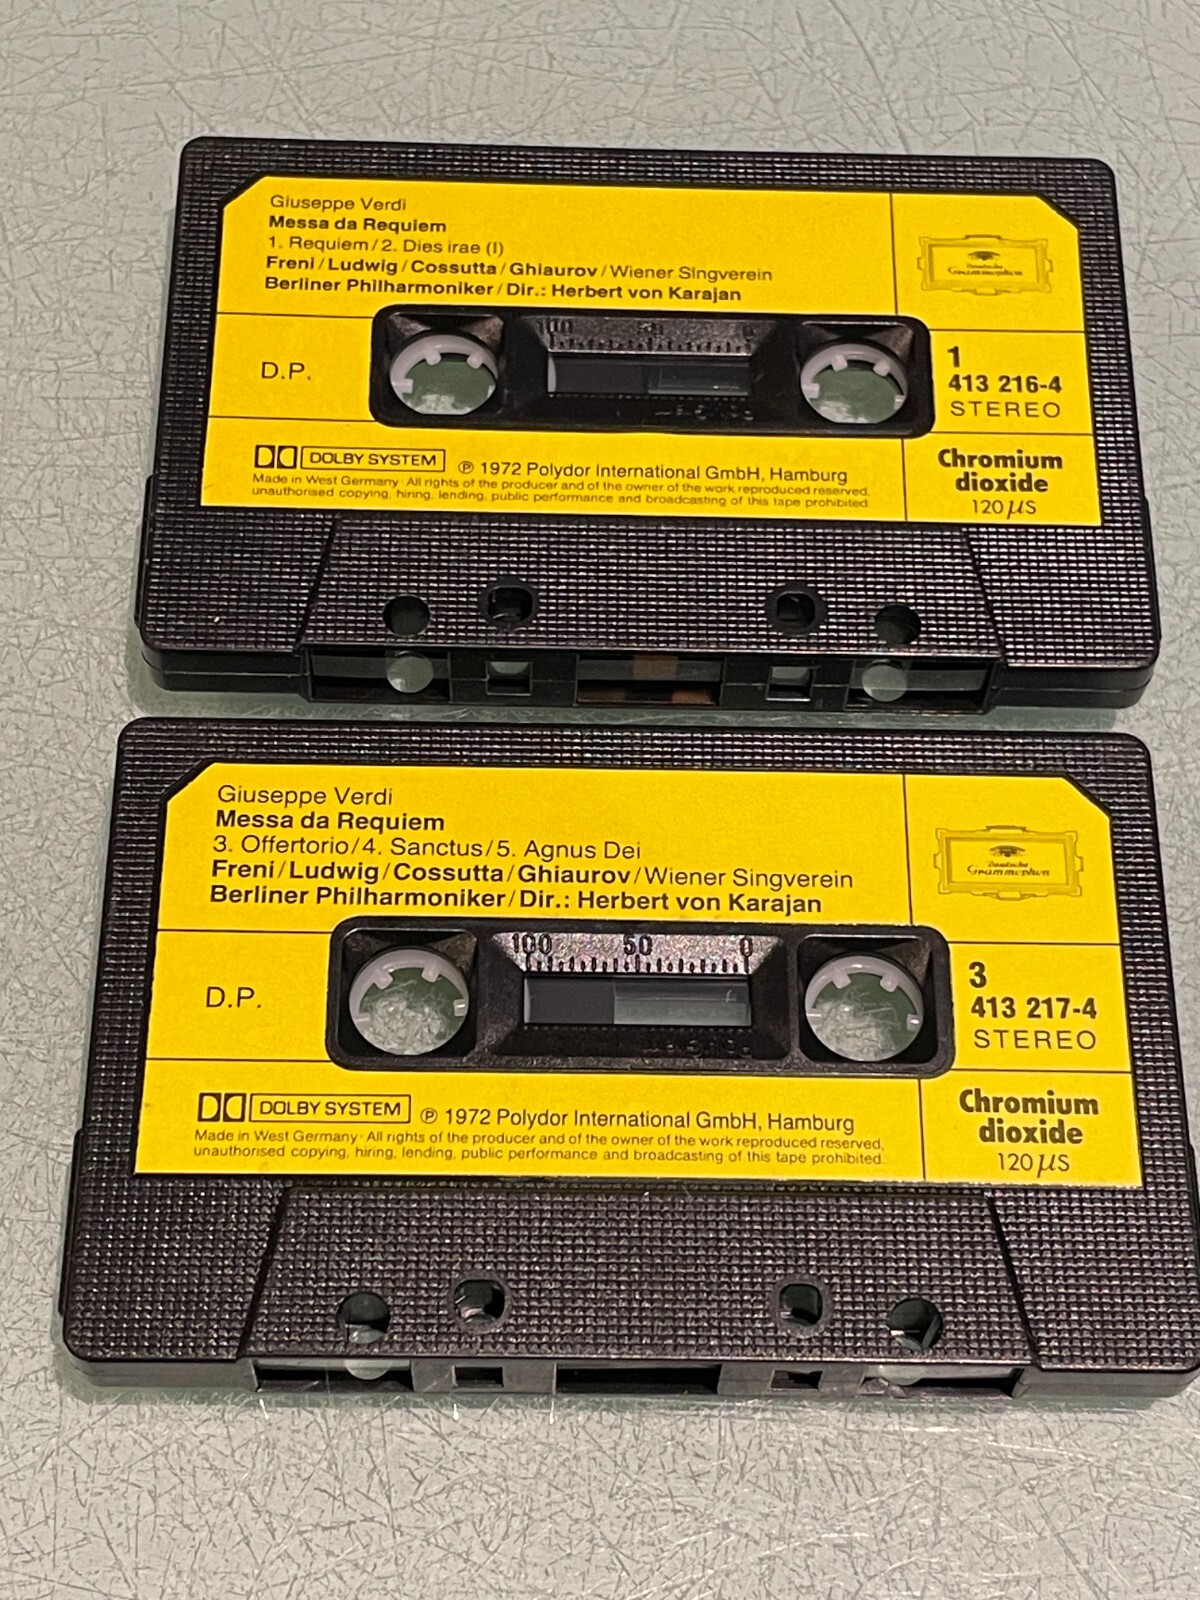 Giuseppe Verdi
Messa da Requiem
1. Requiem/2. Dies irae (I)
Freni/Ludwig/Cossutta/Ghiaurov/Wiener Singverein
Berliner Philharmoniker/Dir.: Herbert von Karajan
Deutsche
Grammophon
D.P.
100 50 0
1
413 216-4
STEREO
DOLBY SYSTEM ℗ 1972 Polydor International GmbH, Hamburg
Made in West Germany · All rights of the producer and of the owner of the work reproduced reserved,
unauthorised copying, hiring, lending, public performance and broadcasting of this tape prohibited.
Chromium
dioxide
120 µS
Giuseppe Verdi
Messa da Requiem
3. Offertorio/4. Sanctus/5. Agnus Dei
Freni/Ludwig/Cossutta/Ghiaurov/Wiener Singverein
Berliner Philharmoniker/Dir.: Herbert von Karajan
Deutsche
Grammophon
D.P.
100 50 0
3
413 217-4
STEREO
DOLBY SYSTEM ℗ 1972 Polydor International GmbH, Hamburg
Made in West Germany · All rights of the producer and of the owner of the work reproduced reserved,
unauthorised copying, hiring, lending, public performance and broadcasting of this tape prohibited.
Chromium
dioxide
120 µS